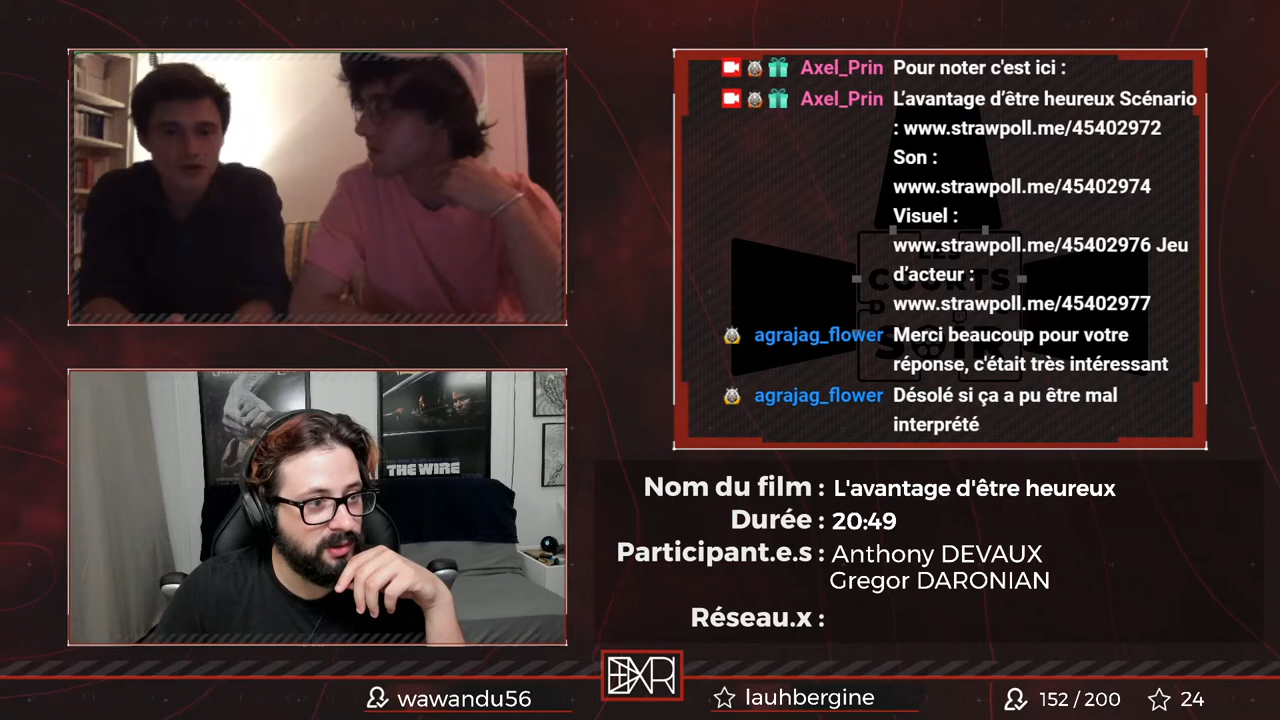 Axel_Prin Pour noter c'est ici :
Axel_Prin L'avantage d'être heureux Scénario
: www.strawpoll.me/45402972
Son :
www.strawpoll.me/45402974
Visuel :
www.strawpoll.me/45402976 Jeu
d'acteur :
www.strawpoll.me/45402977
agrajag_flower Merci beaucoup pour votre
réponse, c'était très intéressant
agrajag_flower Désolé si ça a pu être mal
interprété
LES
COURTS
THE WIRE
Nom du film : L'avantage d'être heureux
Durée : 20:49
Participant.e.s : Anthony DEVAUX
Gregor DARONIAN
Réseau.x :
wawandu56
lauhbergine
152 / 200
24